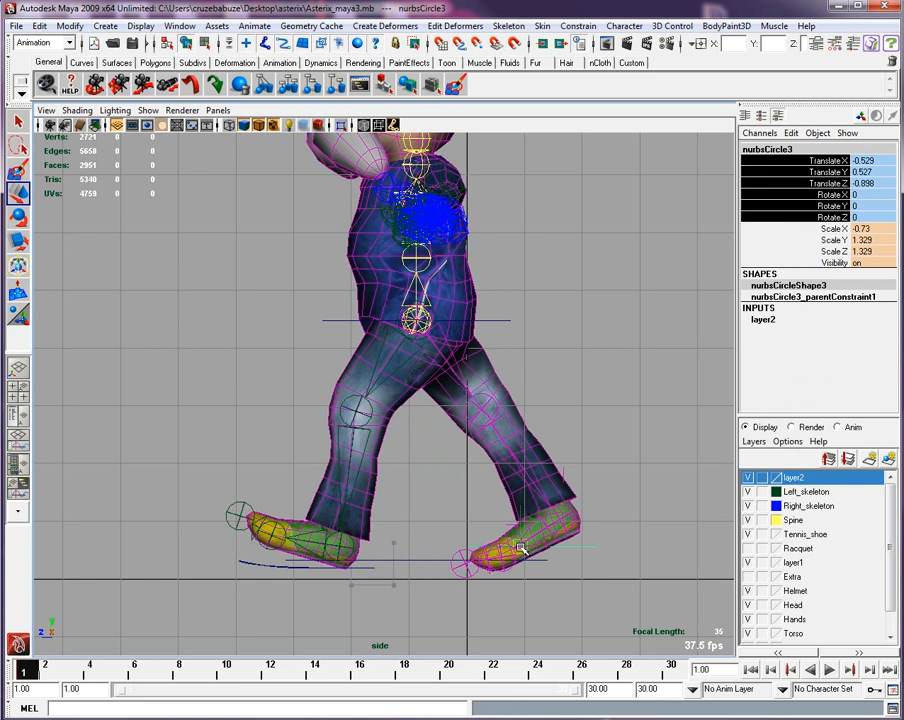 Autodesk Maya 2009 x64 Unlimited: C:\Users\cruzebabuze\Desktop\asterix\Asterix_maya3.mb --- nurbsCircle3
File Edit Modify Create Display Window Assets Animate Geometry Cache Create Deformers Edit Deformers Skeleton Skin Constrain Character 3D Control BodyPaint3D Muscle Help
Animation X: Y: Z:
General Curves Surfaces Polygons Subdivs Deformation Animation Dynamics Rendering PaintEffects Toon Muscle Fluids Fur Hair nCloth Custom
HELP
View Shading Lighting Show Renderer Panels
Verts: 2721 0 0
Edges: 5658 0 0
Faces: 2951 0 0
Tris: 5340 0 0
UVs: 4759 0 0
Channels Edit Object Show
nurbsCircle3
Translate X -0.529
Translate Y 0.527
Translate Z -0.898
Rotate X 0
Rotate Y 0
Rotate Z 0
Scale X -0.73
Scale Y 1.329
Scale Z 1.329
Visibility on
SHAPES
nurbsCircleShape3
nurbsCircle3_parentConstraint1
INPUTS
layer2
Display Render Anim
Layers Options Help
V layer2
V Left_skeleton
V Right_skeleton
V Spine
V Tennis_shoe
Racquet
V layer1
Extra
V Helmet
V Head
V Hands
V Torso
side
Focal Length: 35
37.5 fps
1 2 4 6 8 10 12 14 16 18 20 22 24 26 28 30 1.00
1.00 1.00 30.00 30.00 No Anim Layer No Character Set
MEL